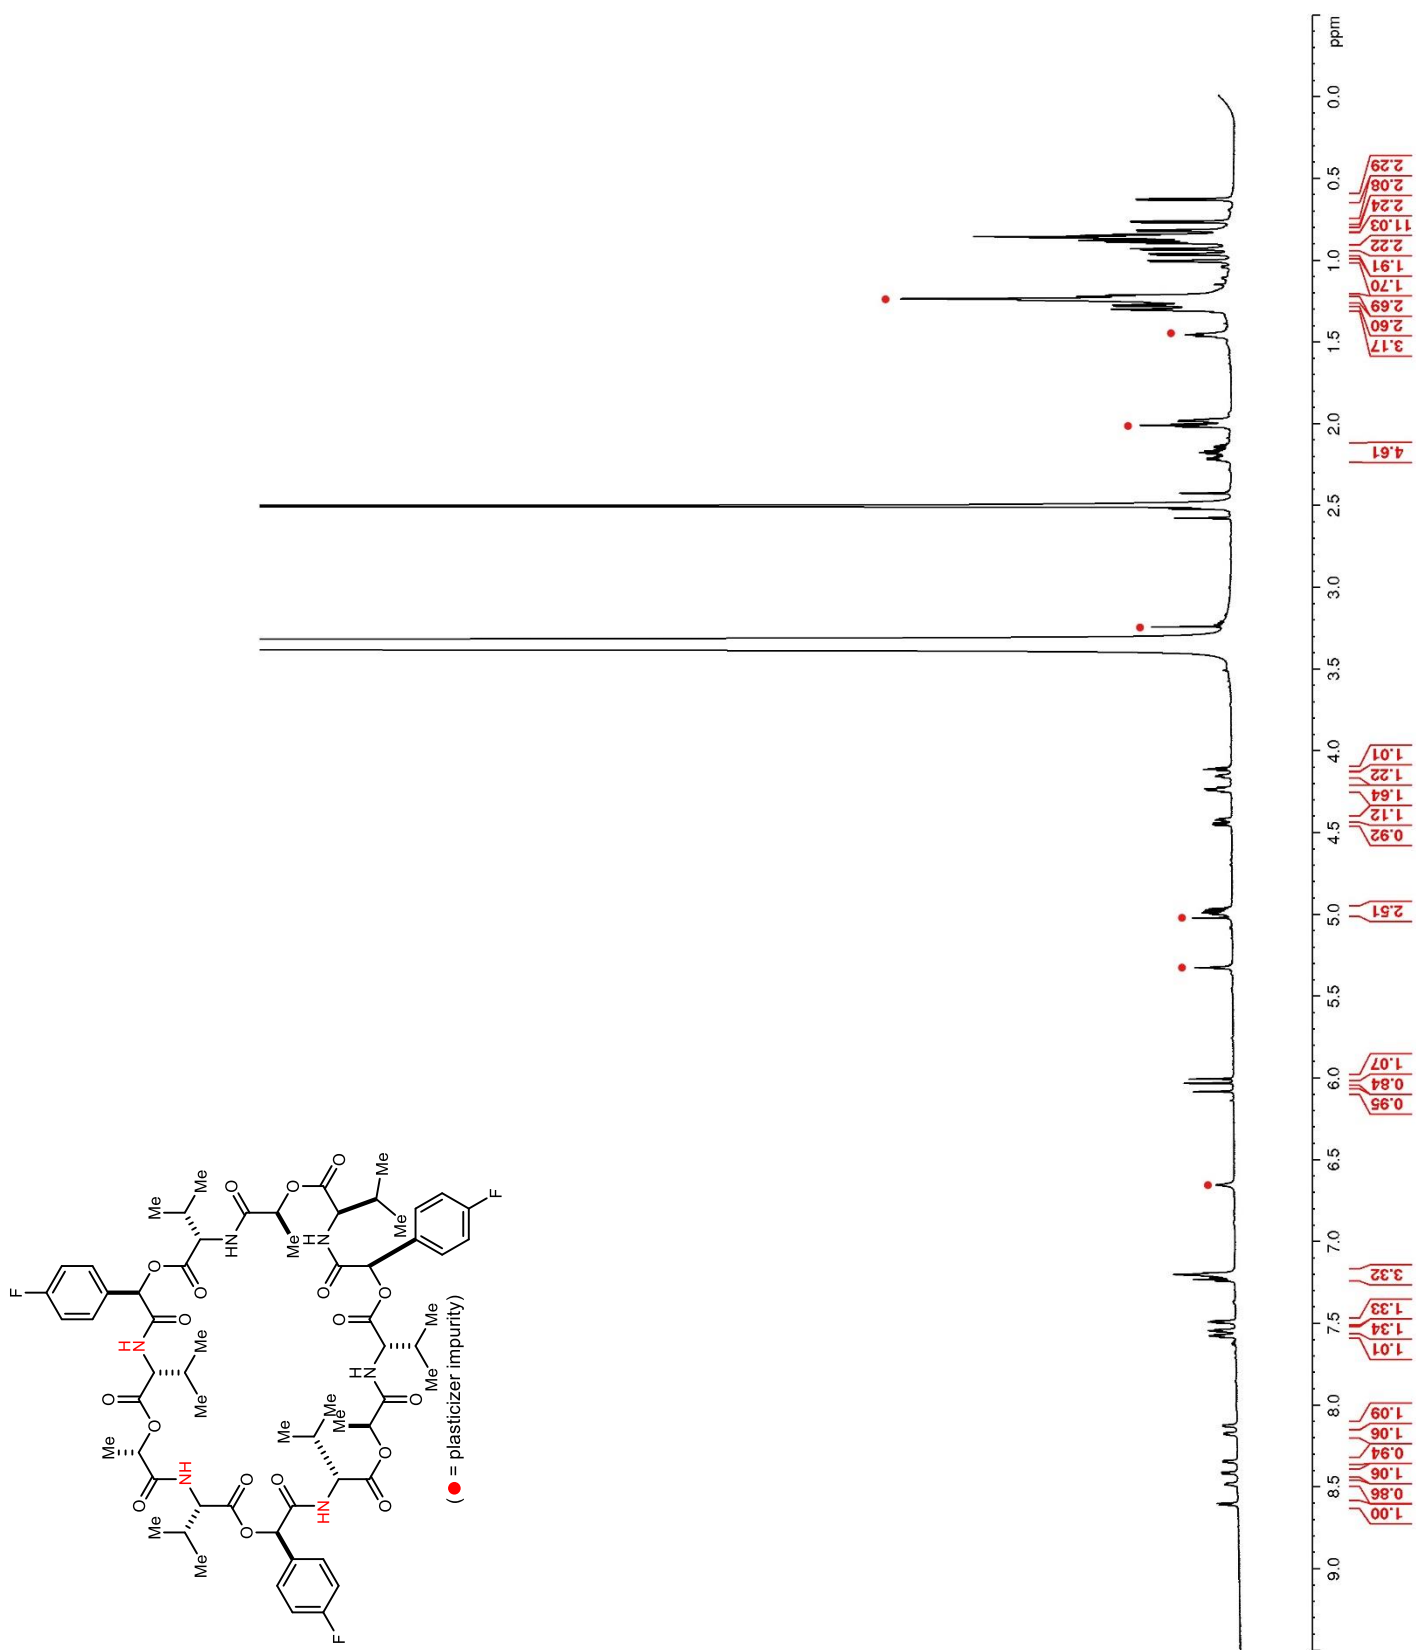 ppm
0.0
0.5
1.0
1.5
2.0
2.5
3.0
3.5
4.0
4.5
5.0
5.5
6.0
6.5
7.0
7.5
8.0
8.5
9.0
2.29
2.08
2.24
11.03
2.22
1.91
1.70
2.69
2.60
3.17
4.61
1.01
1.22
1.64
1.12
0.92
2.51
1.07
0.84
0.95
3.32
1.33
1.34
1.01
1.09
1.06
0.94
1.06
0.86
1.00
F
O
O
HN
O
Me
Me
O
HN
O
Me
O
O
Me
Me
HN
O
O
F
O
O
Me
Me
HN
O
Me
O
O
Me
Me
HN
O
O
F
O
O
Me
Me
NH
O
Me
O
O
Me
Me
HN
O
(● = plasticizer impurity)